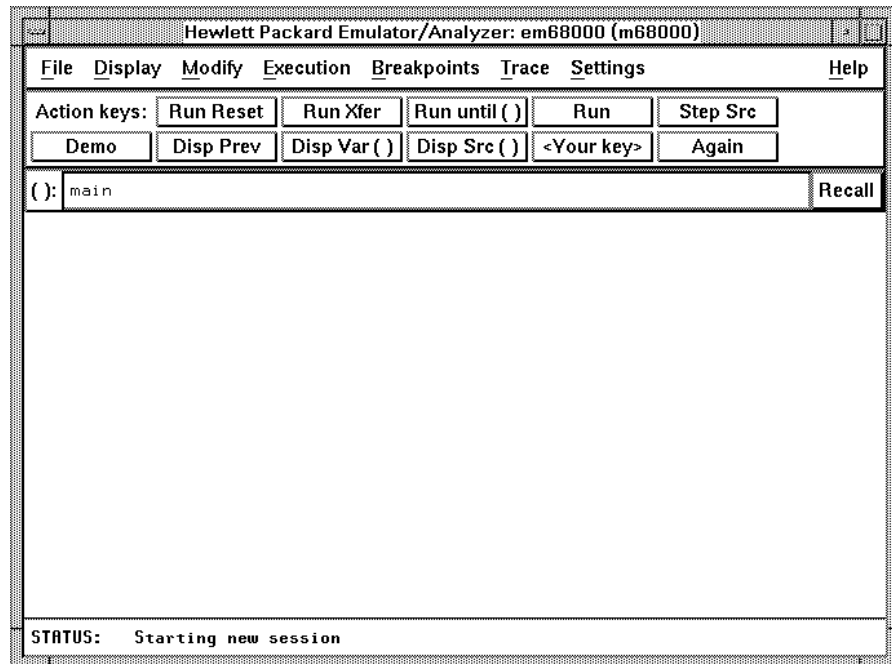 Hewlett Packard Emulator/Analyzer: em68000 (m68000)
File Display Modify Execution Breakpoints Trace Settings Help
Action keys: Run Reset Run Xfer Run until ( ) Run Step Src
Demo Disp Prev Disp Var ( ) Disp Src ( ) <Your key> Again
( ): main Recall
STATUS: Starting new session